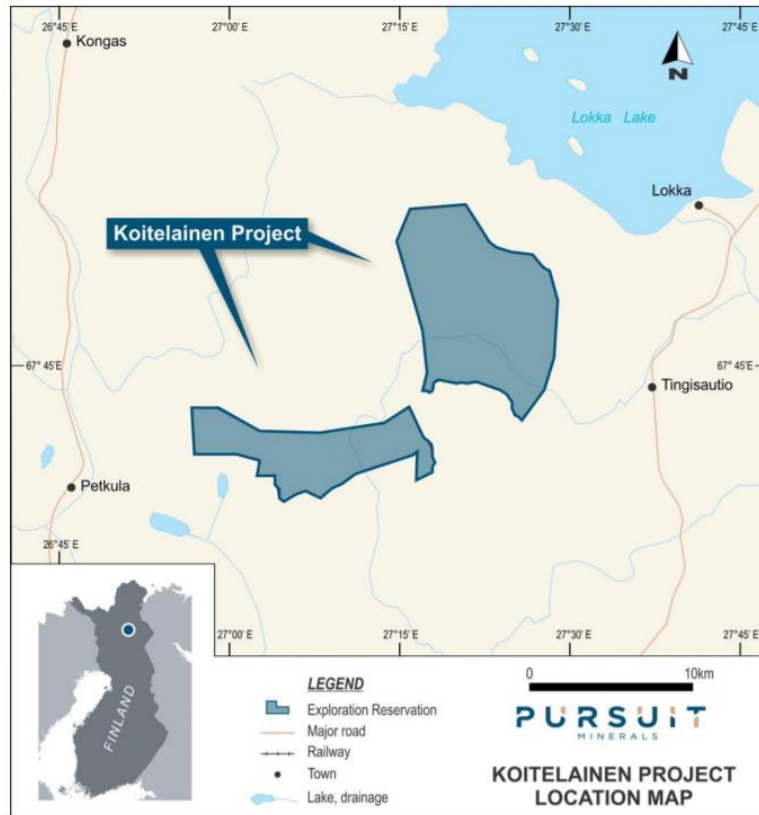 26°45' E
27°00' E
27°15' E
27°30' E
27°45' E
Kongas
N
Lokka Lake
Lokka
Koitelainen Project
67° 45'E
67° 45'E
Tingisautio
Petkula
26°45' E
27°00' E
27°15' E
27°30' E
27°45' E
FINLAND
LEGEND
Exploration Reservation
Major road
Railway
Town
Lake, drainage
0 10km
PURSUIT
MINERALS
KOITELAINEN PROJECT
LOCATION MAP